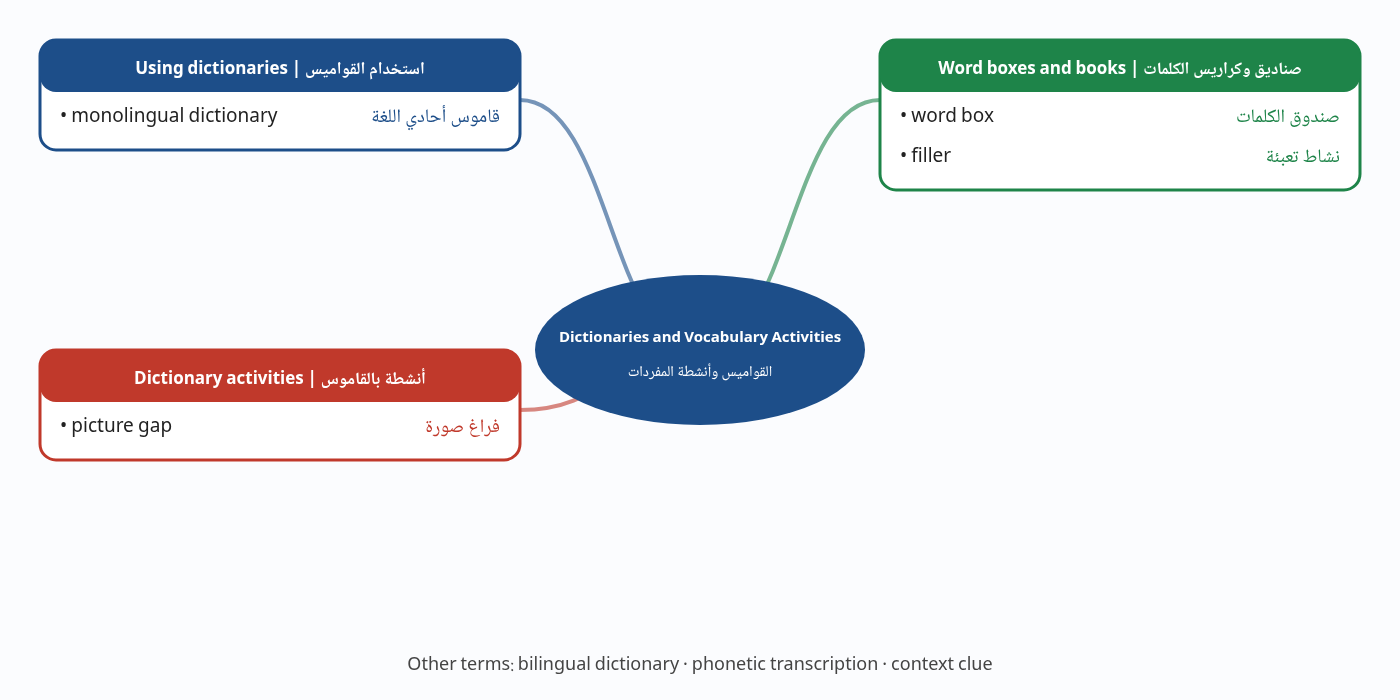 Using dictionaries | استخدام القواميس
• monolingual dictionary قاموس أحادي اللغة
Word boxes and books | صناديق وكراريس الكلمات
• word box صندوق الكلمات
• filler نشاط تعبئة
Dictionaries and Vocabulary Activities
القواميس وأنشطة المفردات
Dictionary activities | أنشطة بالقاموس
• picture gap فراغ صورة
Other terms: bilingual dictionary · phonetic transcription · context clue